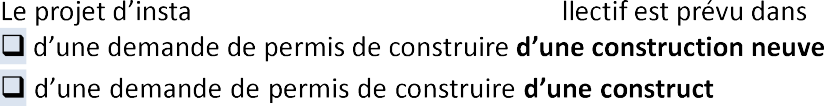 Le projet d'insta llectif est prévu dans
❑ d'une demande de permis de construire d'une construction neuve
❑ d'une demande de permis de construire d'une construct